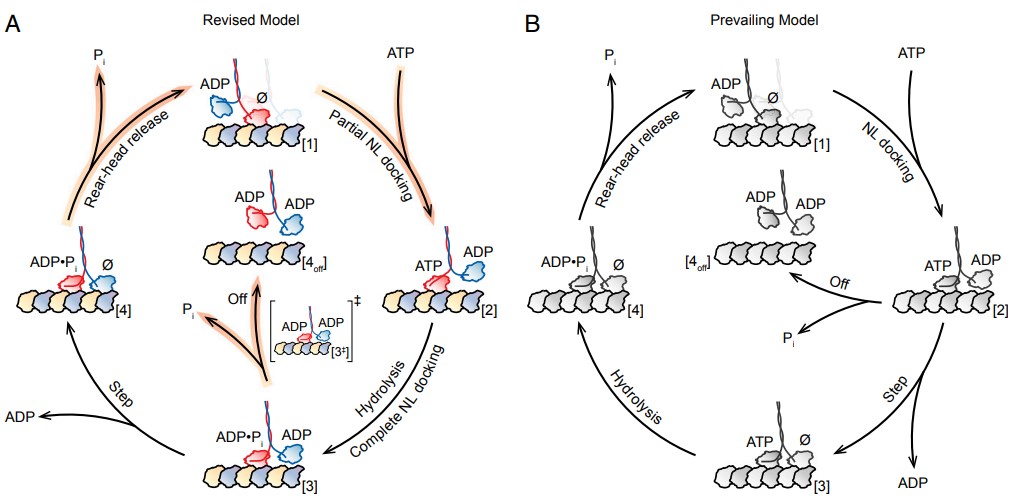 A
Revised Model
P i
ATP
ADP
Ø
[1]
Rear-head release
Partial NL docking
ADP
ADP
[4off]
ADP•Pi
Ø
[4]
ATP
ADP
[2]
Pi
Off
ADP
ADP
[3‡]
‡
Hydrolysis
Complete NL docking
Step
ADP
ADP•Pi
ADP
[3]
B
Prevailing Model
Pi
ATP
ADP
Ø
[1]
Rear-head release
NL docking
ADP
ADP
[4off]
ADP•Pi
Ø
[4]
ATP
ADP
[2]
Off
Pi
Hydrolysis
Step
ATP
Ø
[3]
ADP